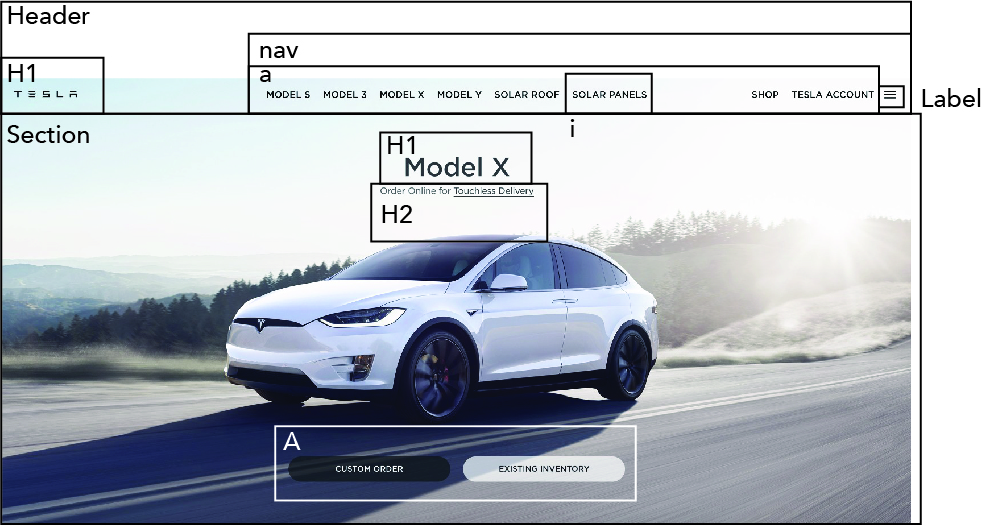 Header
nav
H1
a
TESLA
MODEL S MODEL 3 MODEL X MODEL Y SOLAR ROOF SOLAR PANELS SHOP TESLA ACCOUNT
Label
i
Section
H1
Model X
Order Online for Touchless Delivery
H2
A
CUSTOM ORDER EXISTING INVENTORY